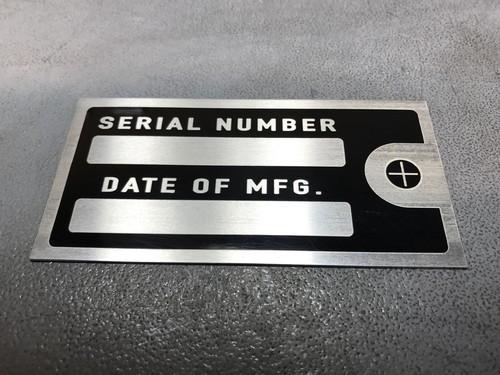 SERIAL NUMBER
DATE OF MFG.